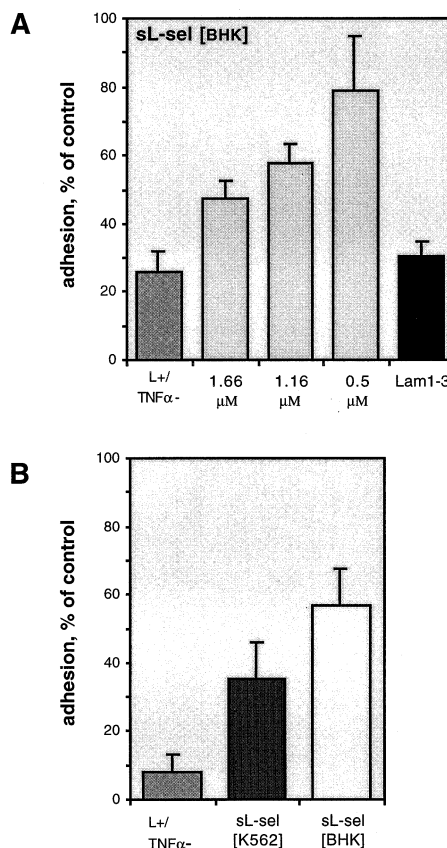 A
sL-sel [BHK]
adhesion, % of control
100
80
60
40
20
0
L+/
TNFα-
1.66
μM
1.16
μM
0.5
μM
Lam1-3
B
adhesion, % of control
100
80
60
40
20
0
L+/
TNFα-
sL-sel
[K562]
sL-sel
[BHK]